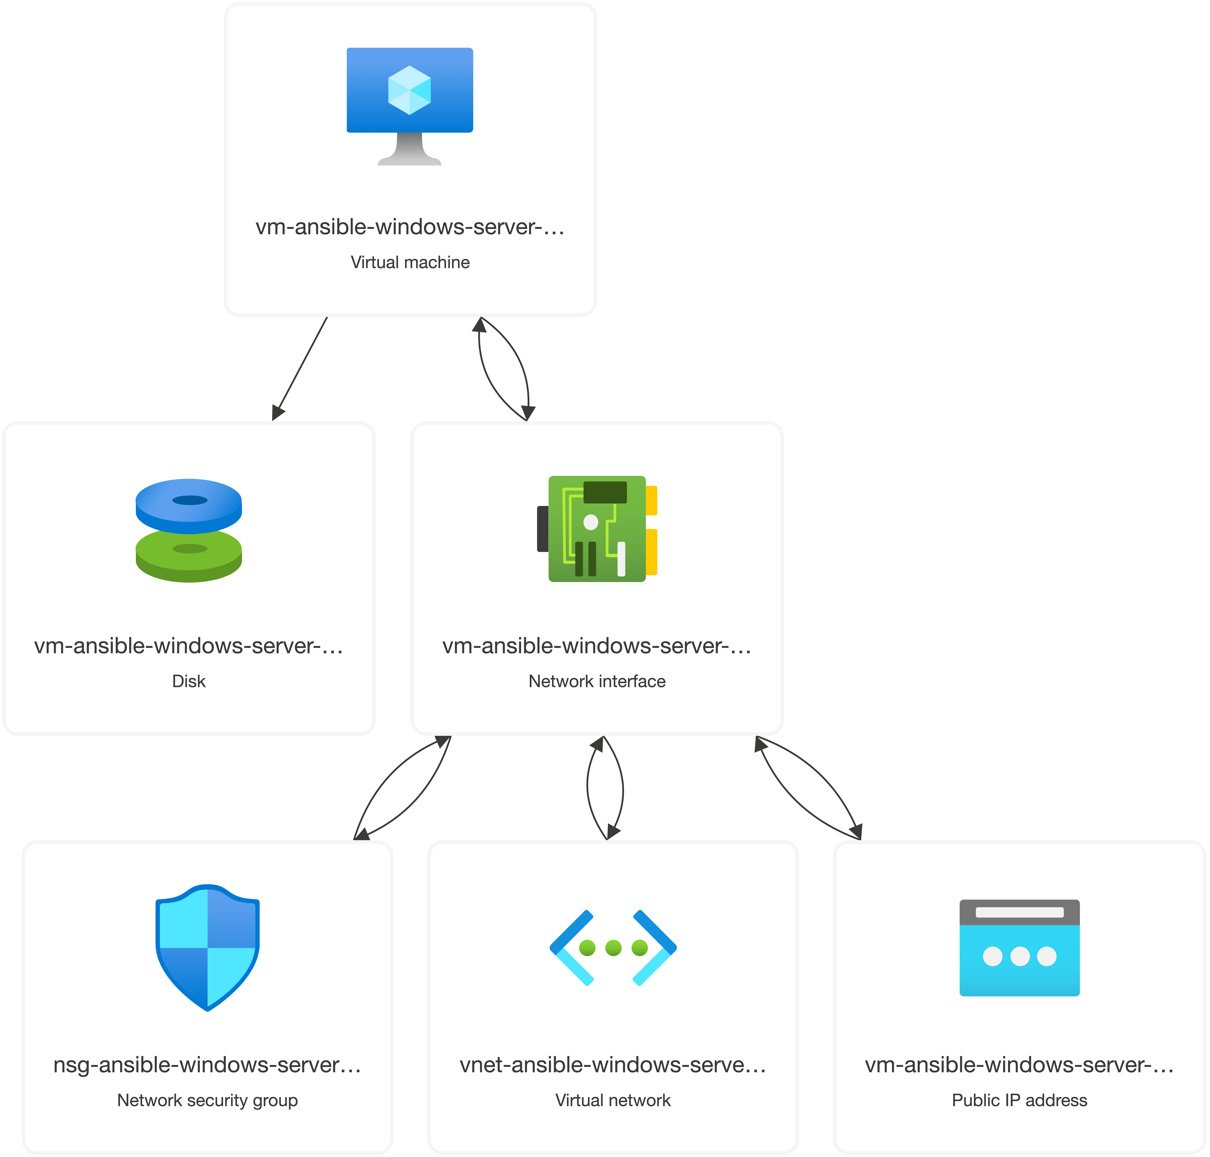 vm-ansible-windows-server-...
Virtual machine
vm-ansible-windows-server-...
Disk
vm-ansible-windows-server-...
Network interface
nsg-ansible-windows-server...
Network security group
vnet-ansible-windows-serve...
Virtual network
vm-ansible-windows-server-...
Public IP address